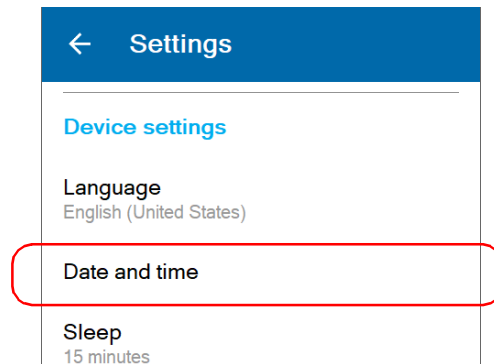 Settings
Device settings
Language
English (United States)
Date and time
Sleep
15 minutes